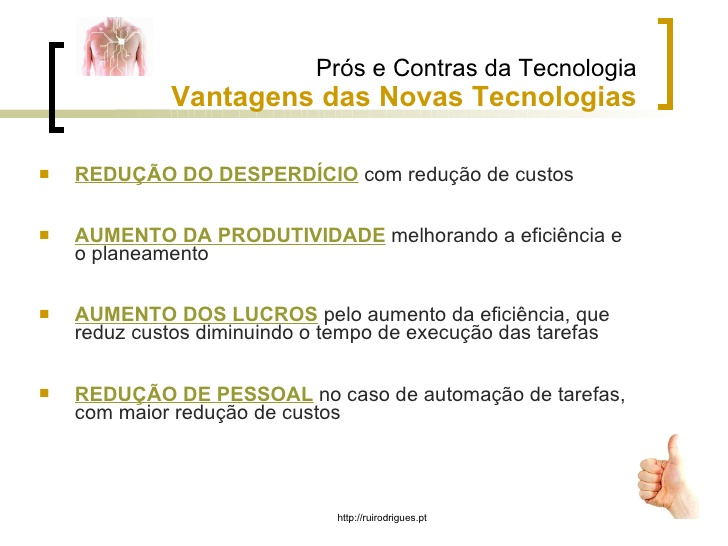 Prós e Contras da Tecnologia
Vantagens das Novas Tecnologias
REDUÇÃO DO DESPERDÍCIO com redução de custos
AUMENTO DA PRODUTIVIDADE melhorando a eficiência e
o planeamento
AUMENTO DOS LUCROS pelo aumento da eficiência, que
reduz custos diminuindo o tempo de execução das tarefas
REDUÇÃO DE PESSOAL no caso de automação de tarefas,
com maior redução de custos
http://ruirodrigues.pt